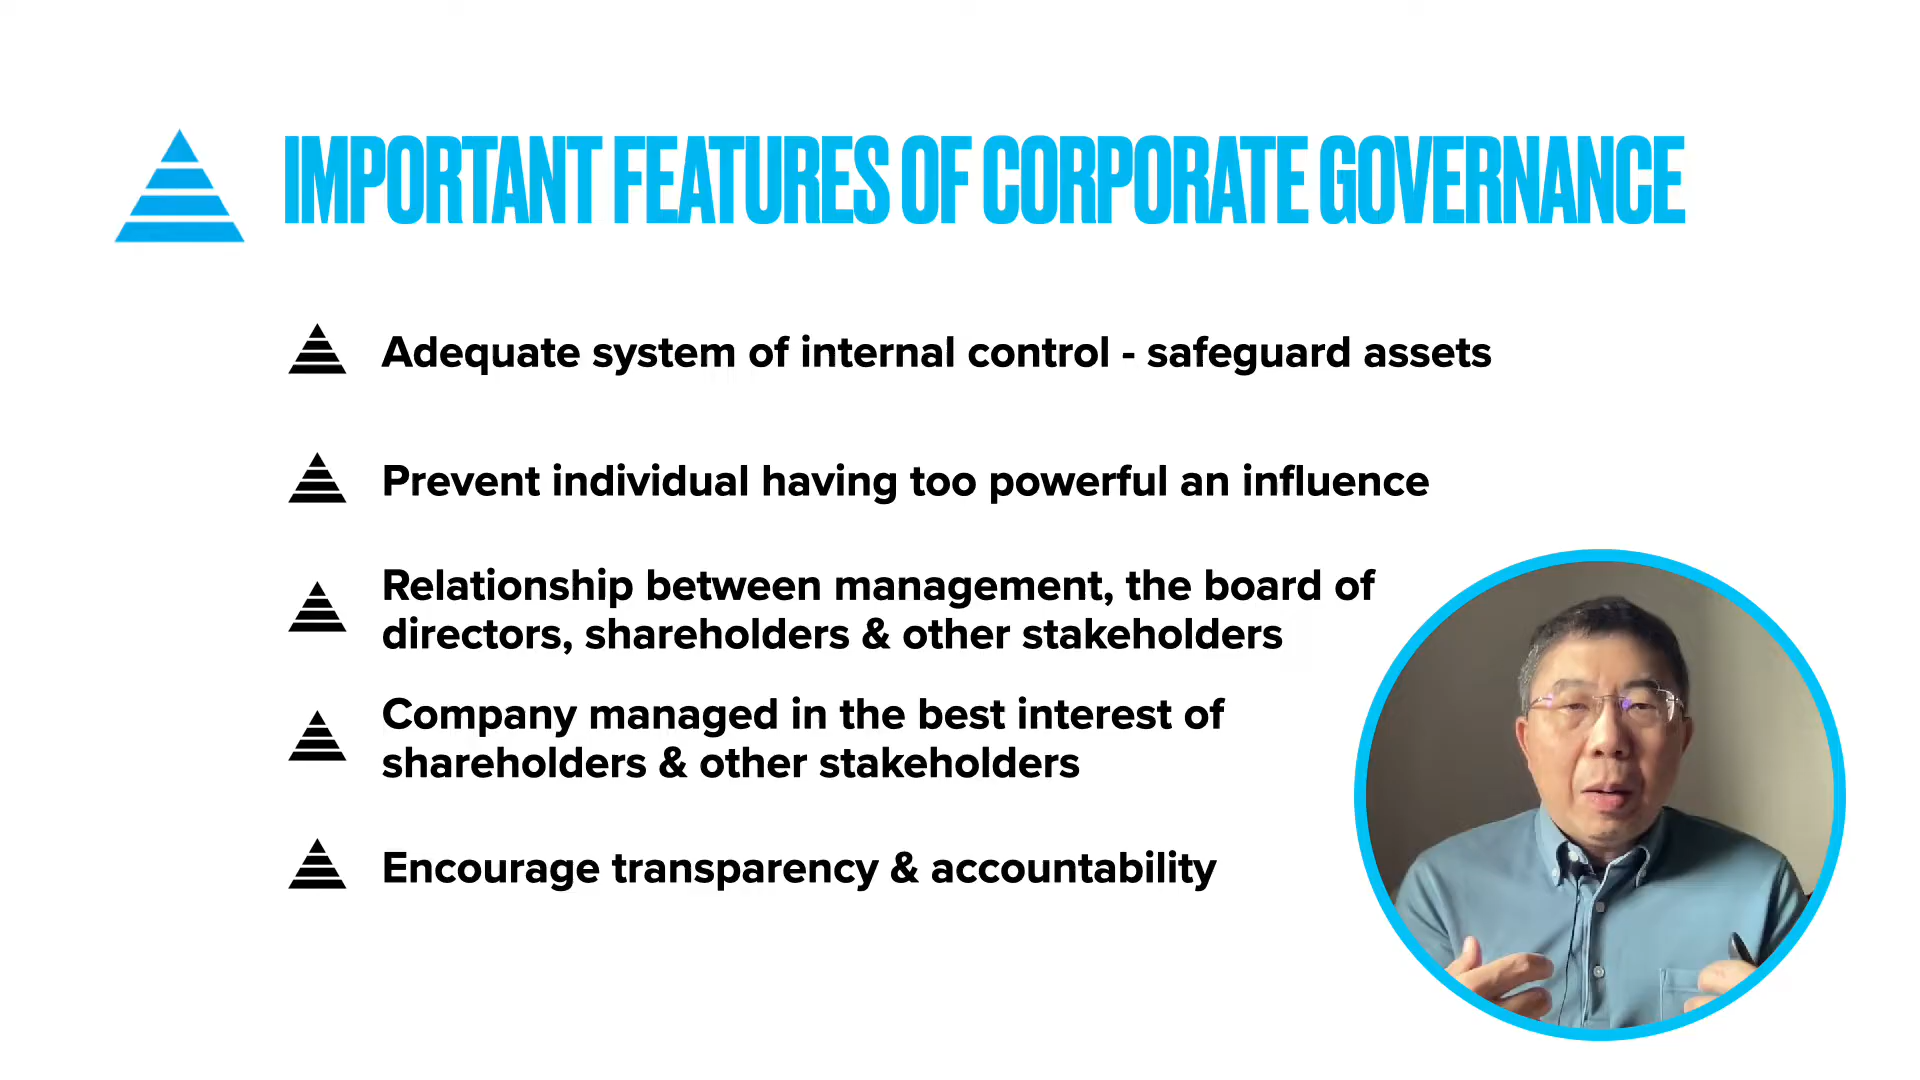 IMPORTANT FEATURES OF CORPORATE GOVERNANCE
Adequate system of internal control - safeguard assets
Prevent individual having too powerful an influence
Relationship between management, the board of
directors, shareholders & other stakeholders
Company managed in the best interest of
shareholders & other stakeholders
Encourage transparency & accountability